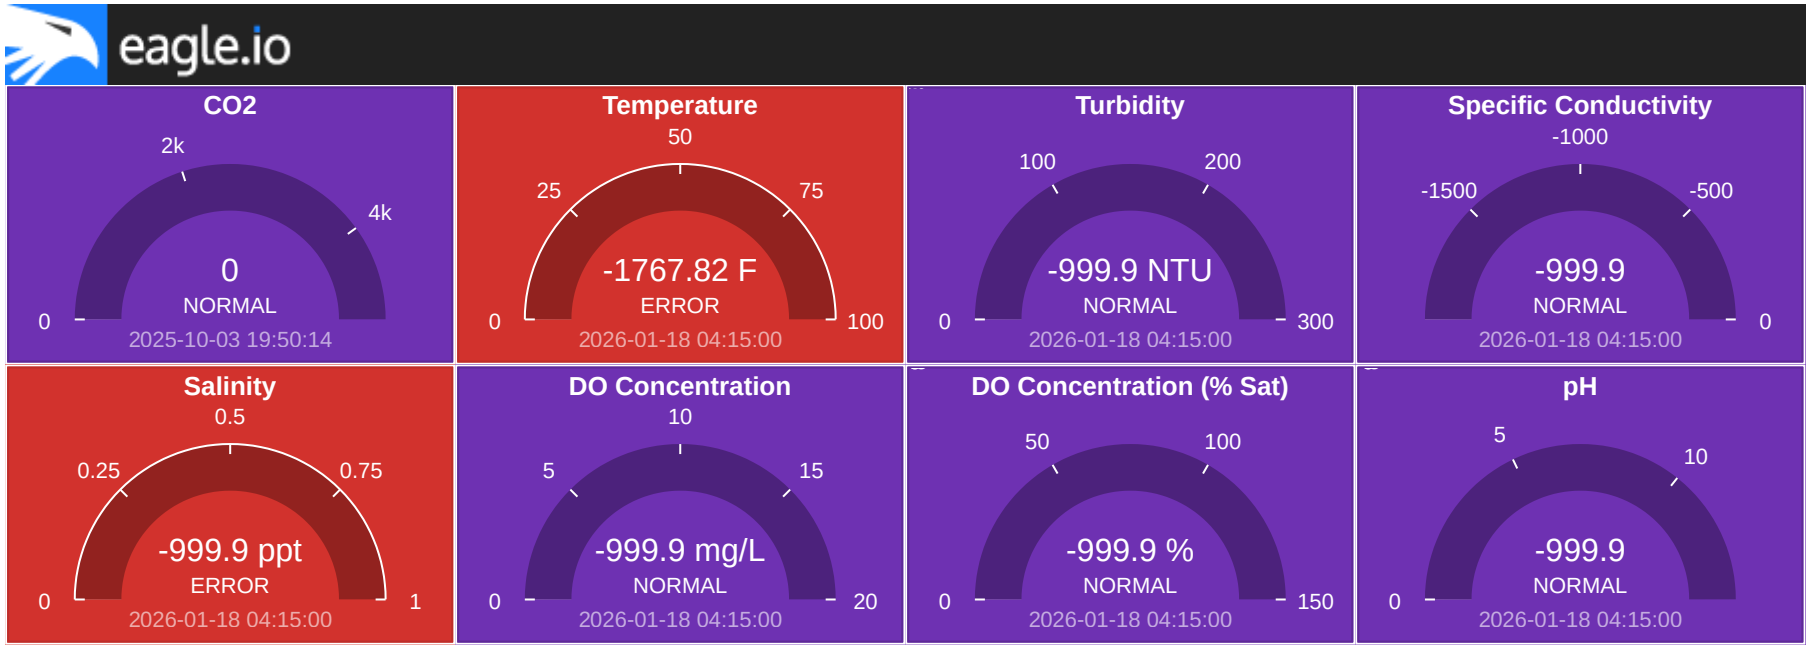 eagle.io
CO2
2k
4k
0
NORMAL
0
2025-10-03 19:50:14
Temperature
50
25
75
-1767.82 F
ERROR
0
100
2026-01-18 04:15:00
Turbidity
100
200
-999.9 NTU
NORMAL
0
300
2026-01-18 04:15:00
Specific Conductivity
-1000
-1500
-500
-999.9
NORMAL
0
2026-01-18 04:15:00
Salinity
0.5
0.25
0.75
-999.9 ppt
ERROR
0
1
2026-01-18 04:15:00
DO Concentration
10
5
15
-999.9 mg/L
NORMAL
0
20
2026-01-18 04:15:00
DO Concentration (% Sat)
50
100
-999.9 %
NORMAL
0
150
2026-01-18 04:15:00
pH
5
10
-999.9
NORMAL
0
2026-01-18 04:15:00